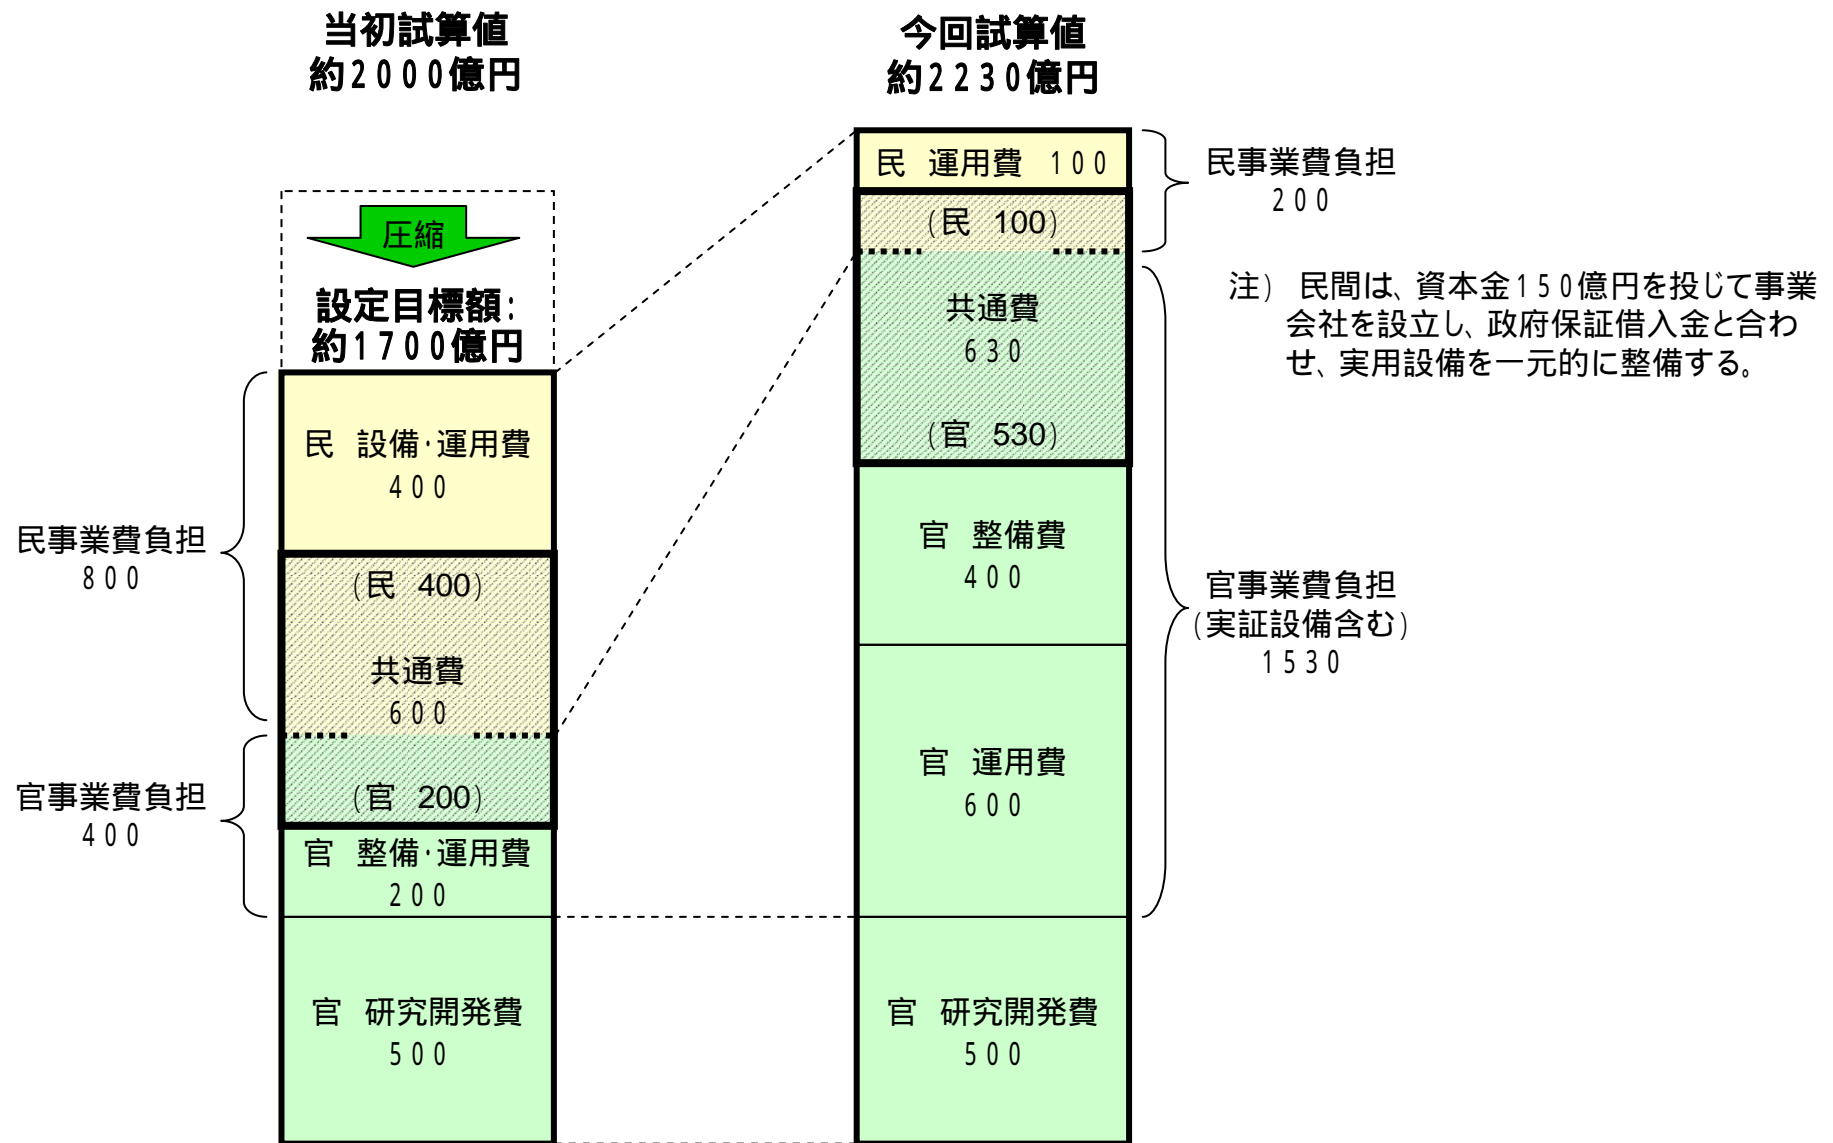 当初試算値
約2000億円
圧縮
設定目標額:
約1700億円
民 設備・運用費
400
(民 400)
共通費
600
(官 200)
官 整備・運用費
200
官 研究開発費
500
民事業費負担
800
官事業費負担
400
今回試算値
約2230億円
民 運用費 100
(民 100)
共通費
630
(官 530)
官 整備費
400
官 運用費
600
官 研究開発費
500
民事業費負担
200
注) 民間は、資本金150億円を投じて事業
会社を設立し、政府保証借入金と合わ
せ、実用設備を一元的に整備する。
官事業費負担
(実証設備含む)
1530